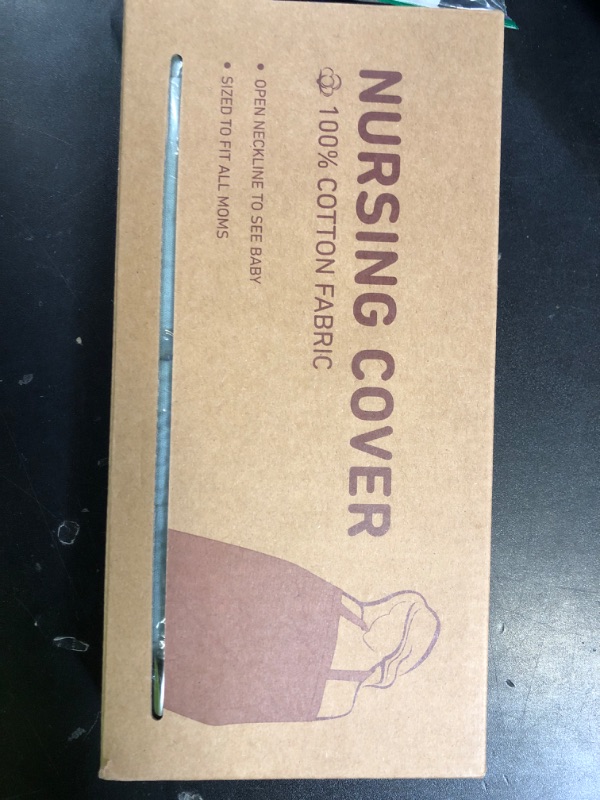 NURSING COVER
100% COTTON FABRIC
• OPEN NECKLINE TO SEE BABY
• SIZED TO FIT ALL MOMS